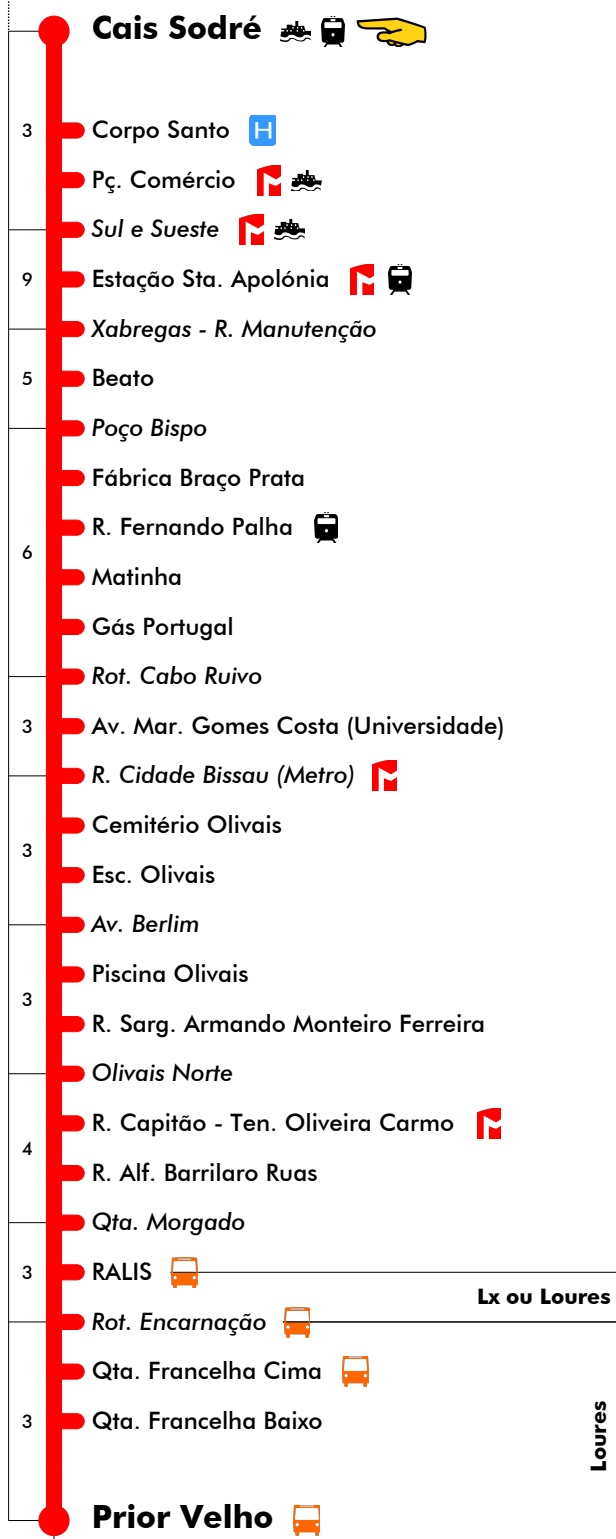 Cais Sodré
3
Corpo Santo H
Pç. Comércio M
Sul e Sueste M
9
Estação Sta. Apolónia M
Xabregas - R. Manutenção
5
Beato
Poço Bispo
Fábrica Braço Prata
R. Fernando Palha
6
Matinha
Gás Portugal
Rot. Cabo Ruivo
3
Av. Mar. Gomes Costa (Universidade)
R. Cidade Bissau (Metro) M
Cemitério Olivais
3
Esc. Olivais
Av. Berlim
Piscina Olivais
3
R. Sarg. Armando Monteiro Ferreira
Olivais Norte
R. Capitão - Ten. Oliveira Carmo M
4
R. Alf. Barrilaro Ruas
Qta. Morgado
3
RALIS
Lx ou Loures
Rot. Encarnação
Qta. Francelha Cima
3
Qta. Francelha Baixo
Loures
Prior Velho